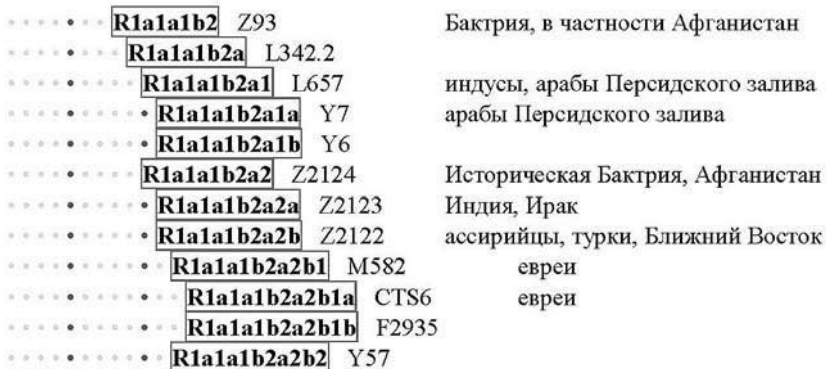 R1a1a1b2 Z93 Бактрия, в частности Афганистан
R1a1a1b2a L342.2
R1a1a1b2a1 L657 индусы, арабы Персидского залива
R1a1a1b2a1a Y7 арабы Персидского залива
R1a1a1b2a1b Y6
R1a1a1b2a2 Z2124 Историческая Бактрия, Афганистан
R1a1a1b2a2a Z2123 Индия, Ирак
R1a1a1b2a2b Z2122 ассирийцы, турки, Ближний Восток
R1a1a1b2a2b1 M582 евреи
R1a1a1b2a2b1a CTS6 евреи
R1a1a1b2a2b1b F2935
R1a1a1b2a2b2 Y57